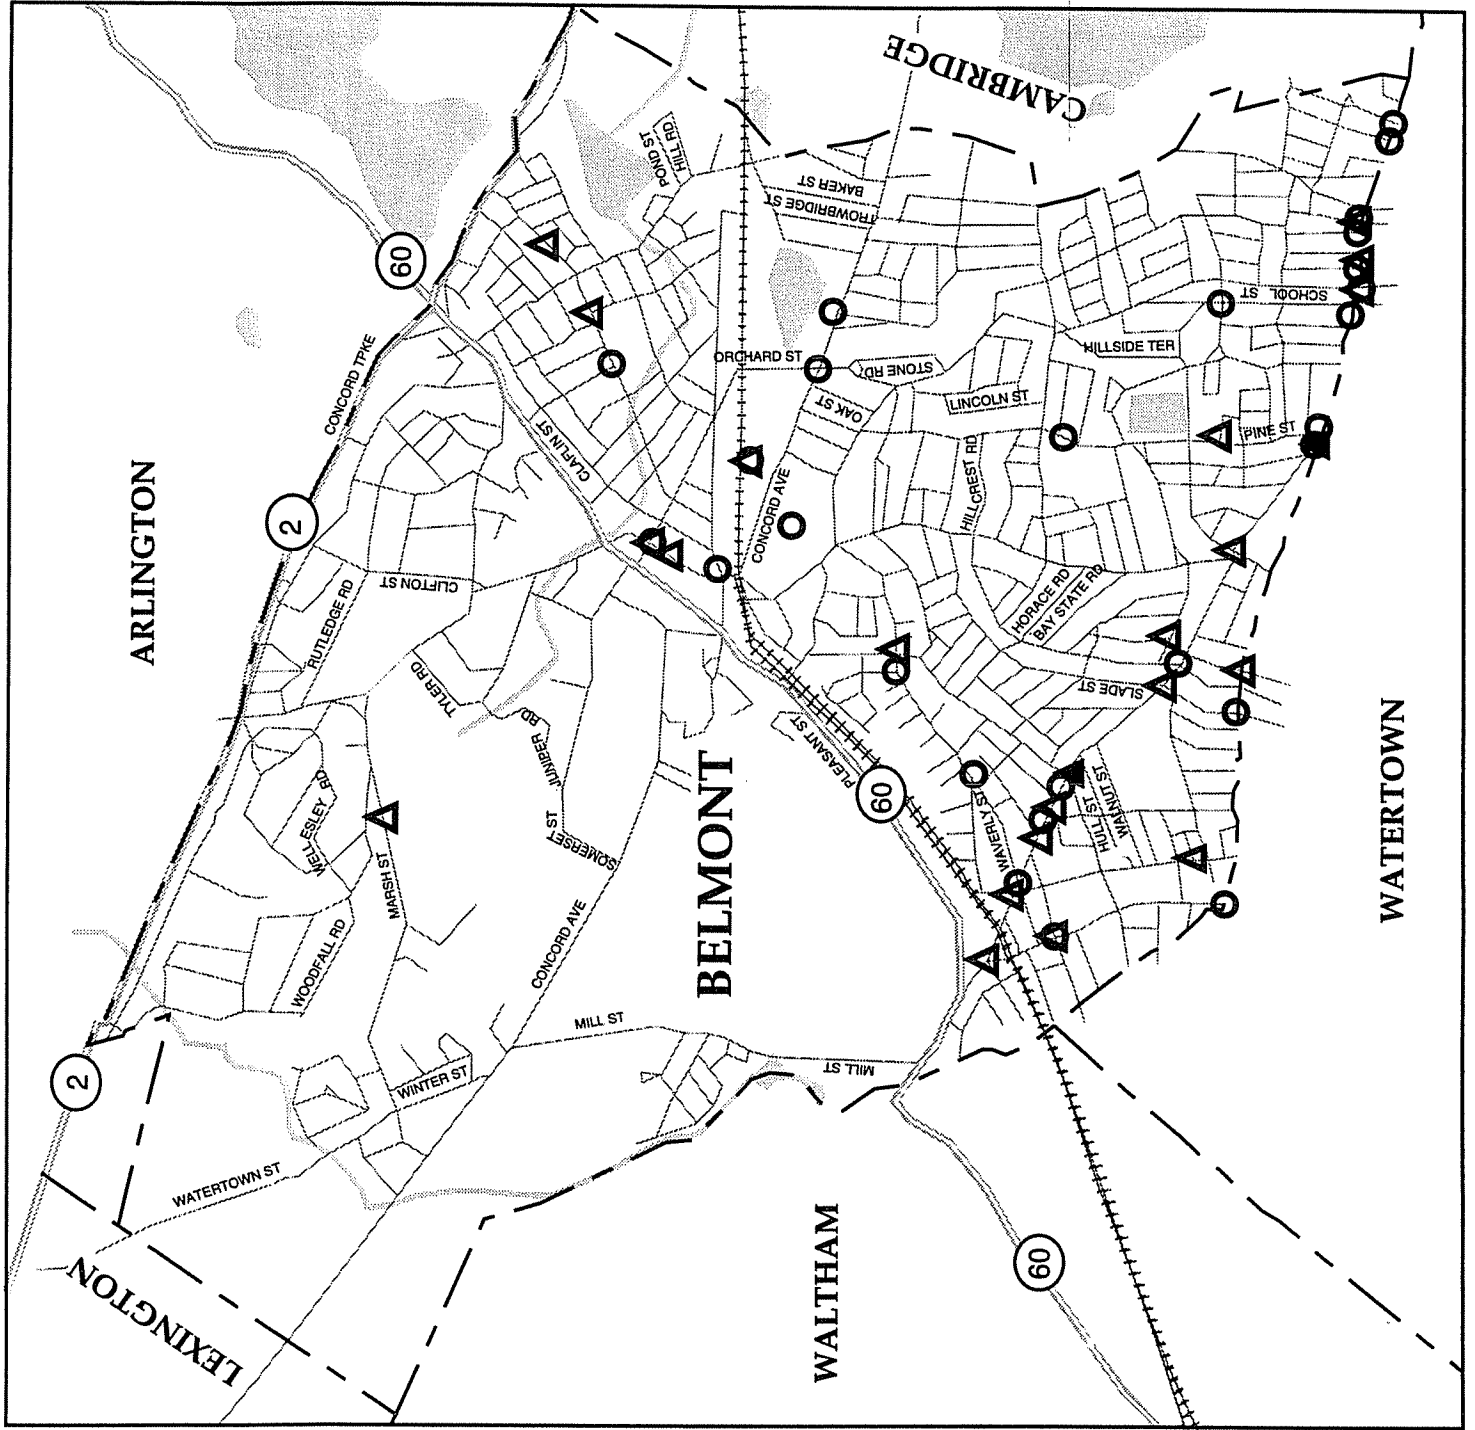 CAMBRIDGE
60
POND ST
HILL RD
BAKER ST
TROWBRIDGE ST
SCHOOL ST
CONCORD TPKE
ORCHARD ST
STONE RD
HILLSIDE TER
LINCOLN ST
OAK ST
PINE ST
CLAFLIN ST
HILLCREST RD
CONCORD AVE
ARLINGTON
2
CLIFTON ST
RUTLEDGE RD
HORACE RD
BAY STATE RD
TYLER RD
SLADE ST
JUNIPER RD
PLEASANT ST
60
BELMONT
WATERTOWN
WELLESLEY RD
SOMERSET ST
WAVERLY ST
HULL ST
WALNUT ST
MARSH ST
WOODFALL RD
CONCORD AVE
MILL ST
MILL ST
2
WINTER ST
WATERTOWN ST
LEXINGTON
WALTHAM
60